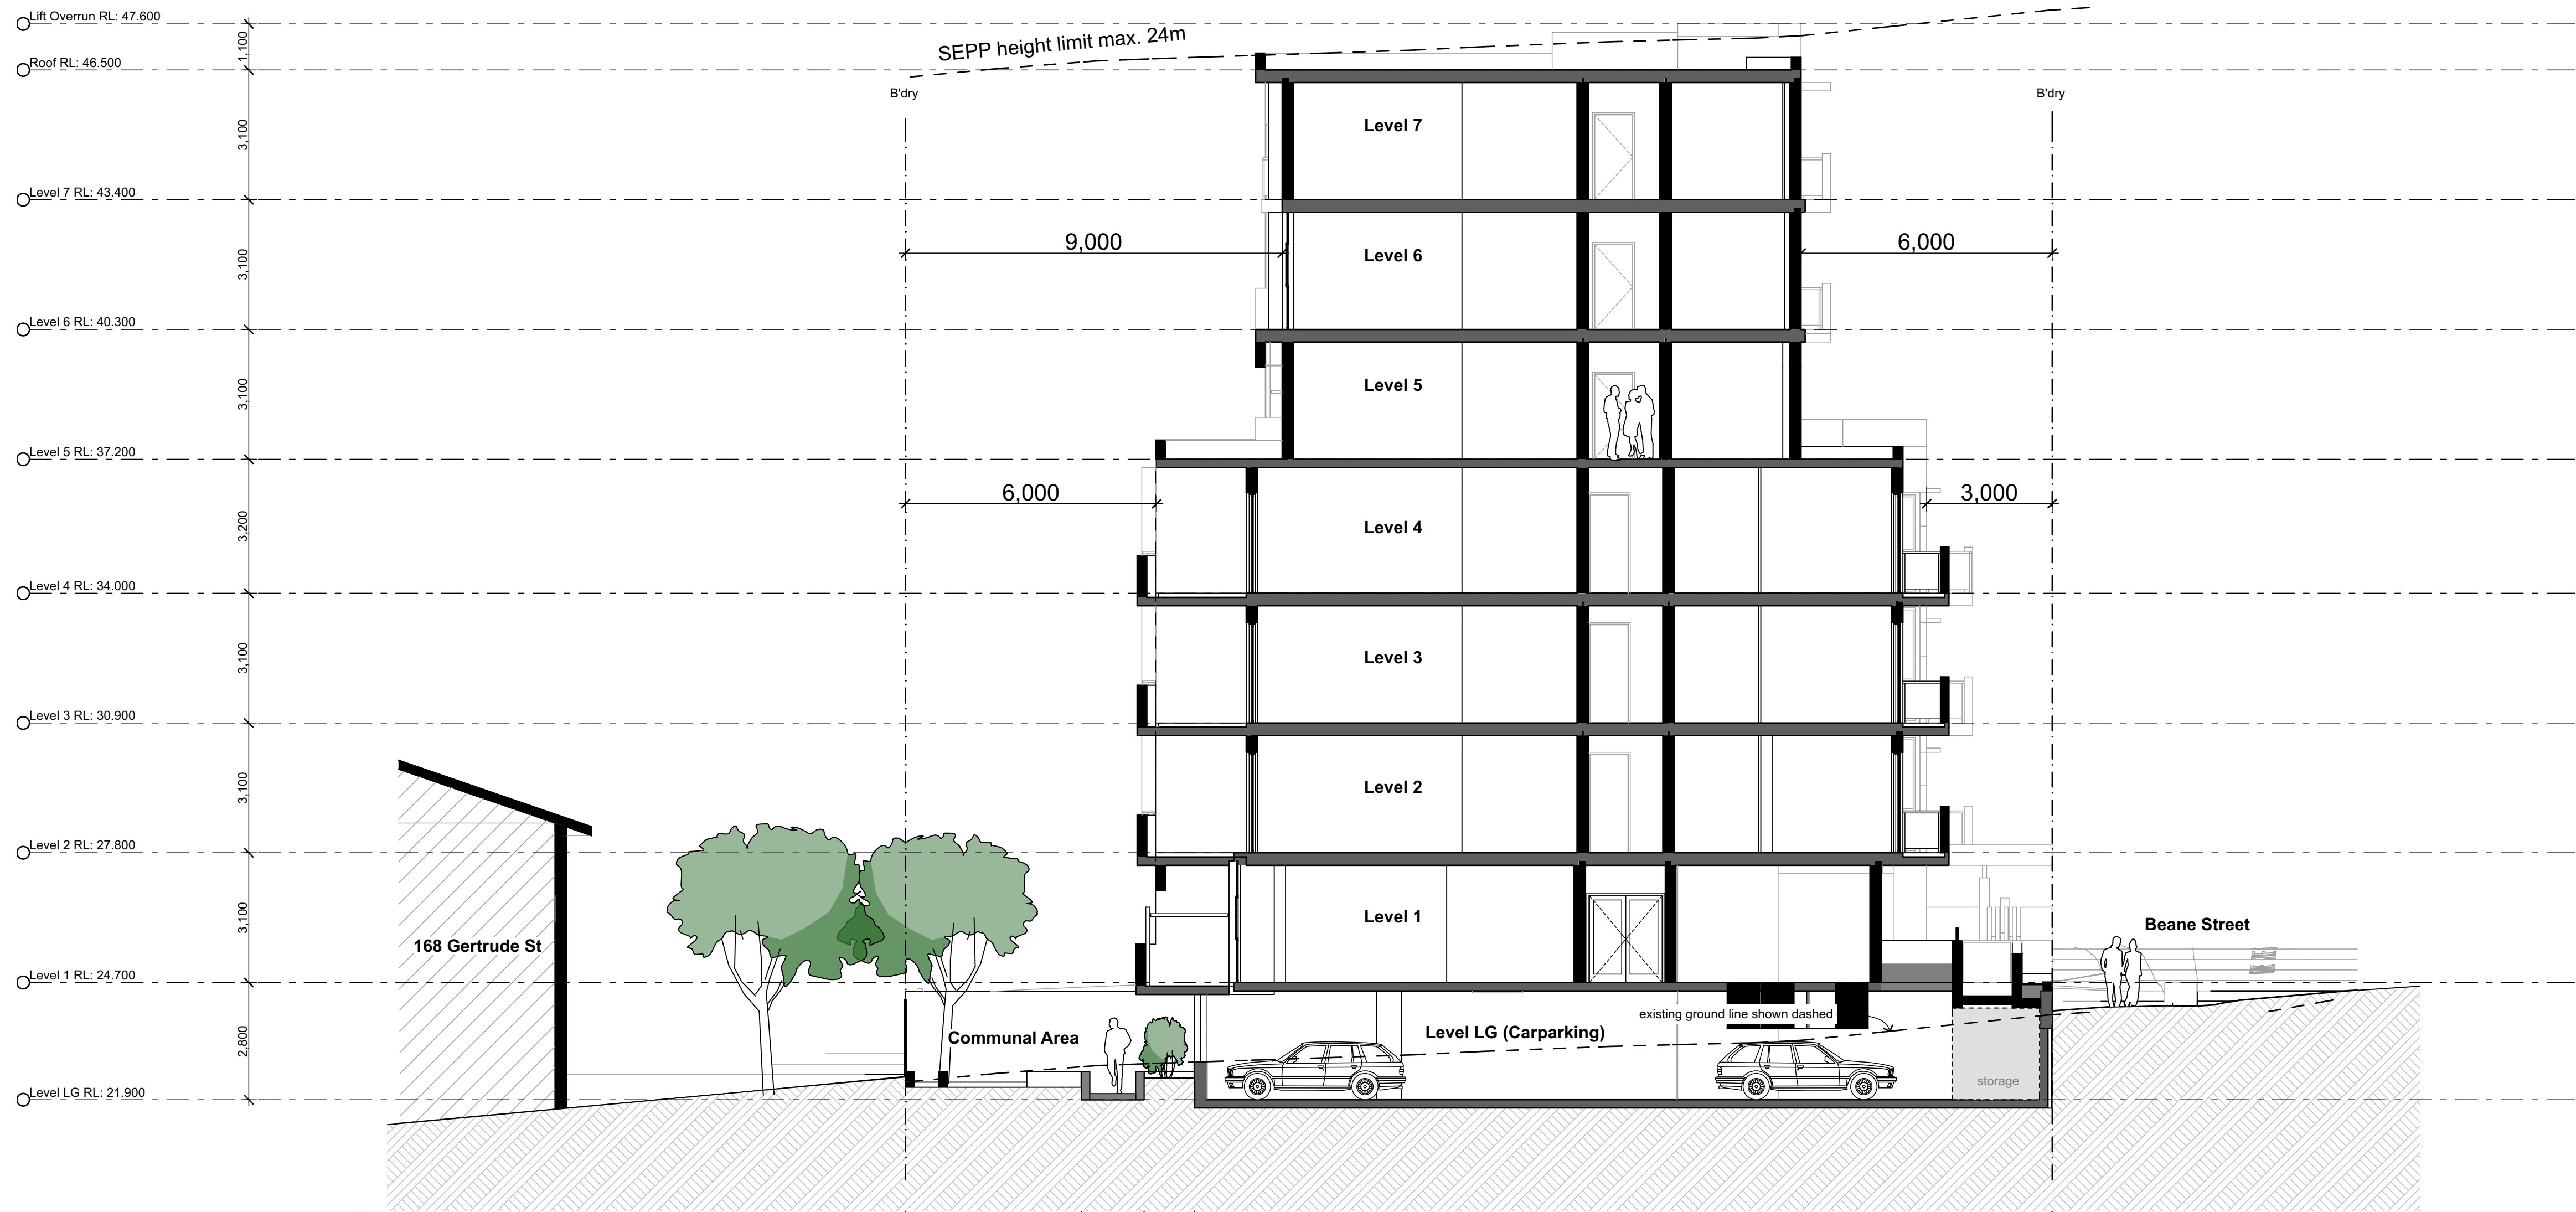 Lift Overrun RL: 47.600
1,100
SEPP height limit max. 24m
Roof RL: 46.500
B'dry
B'dry
3,100
Level 7
Level 7 RL: 43.400
9,000
6,000
3,100
Level 6
Level 6 RL: 40.300
3,100
Level 5
Level 5 RL: 37.200
6,000
3,000
3,200
Level 4
Level 4 RL: 34.000
3,100
Level 3
Level 3 RL: 30.900
3,100
Level 2
Level 2 RL: 27.800
3,100
Level 1
Beane Street
168 Gertrude St
Level 1 RL: 24.700
2,800
existing ground line shown dashed
Communal Area
Level LG (Carparking)
storage
Level LG RL: 21.900